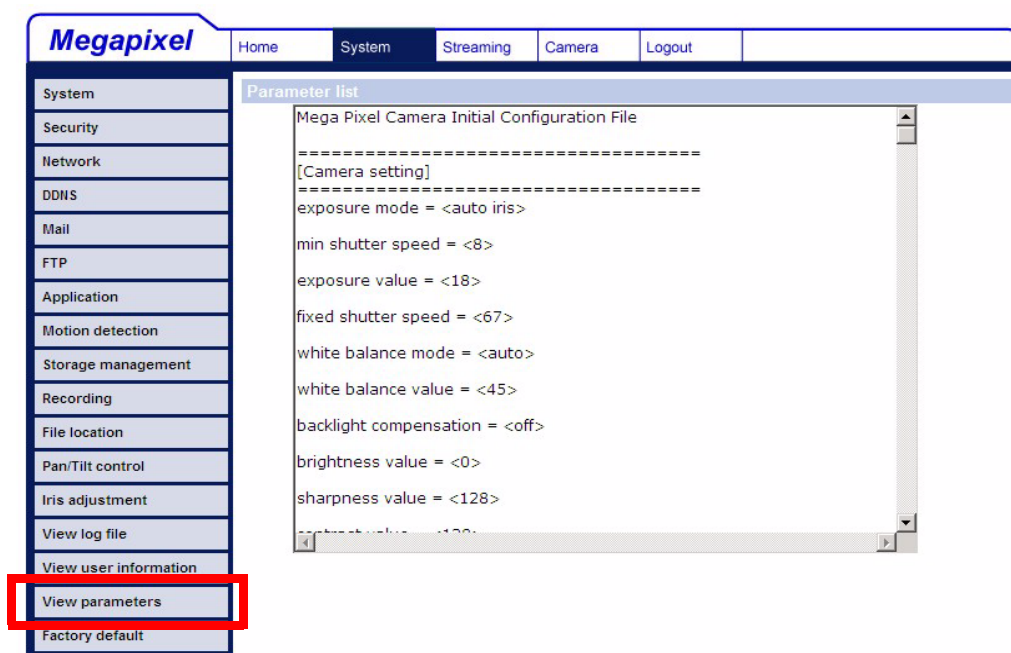 Megapixel
Home System Streaming Camera Logout
System
Security
Network
DDNS
Mail
FTP
Application
Motion detection
Storage management
Recording
File location
Pan/Tilt control
Iris adjustment
View log file
View user information
View parameters
Factory default
Parameter list
Mega Pixel Camera Initial Configuration File
=====================================
[Camera setting]
=====================================
exposure mode = <auto iris>
min shutter speed = <8>
exposure value = <18>
fixed shutter speed = <67>
white balance mode = <auto>
white balance value = <45>
backlight compensation = <off>
brightness value = <0>
sharpness value = <128>